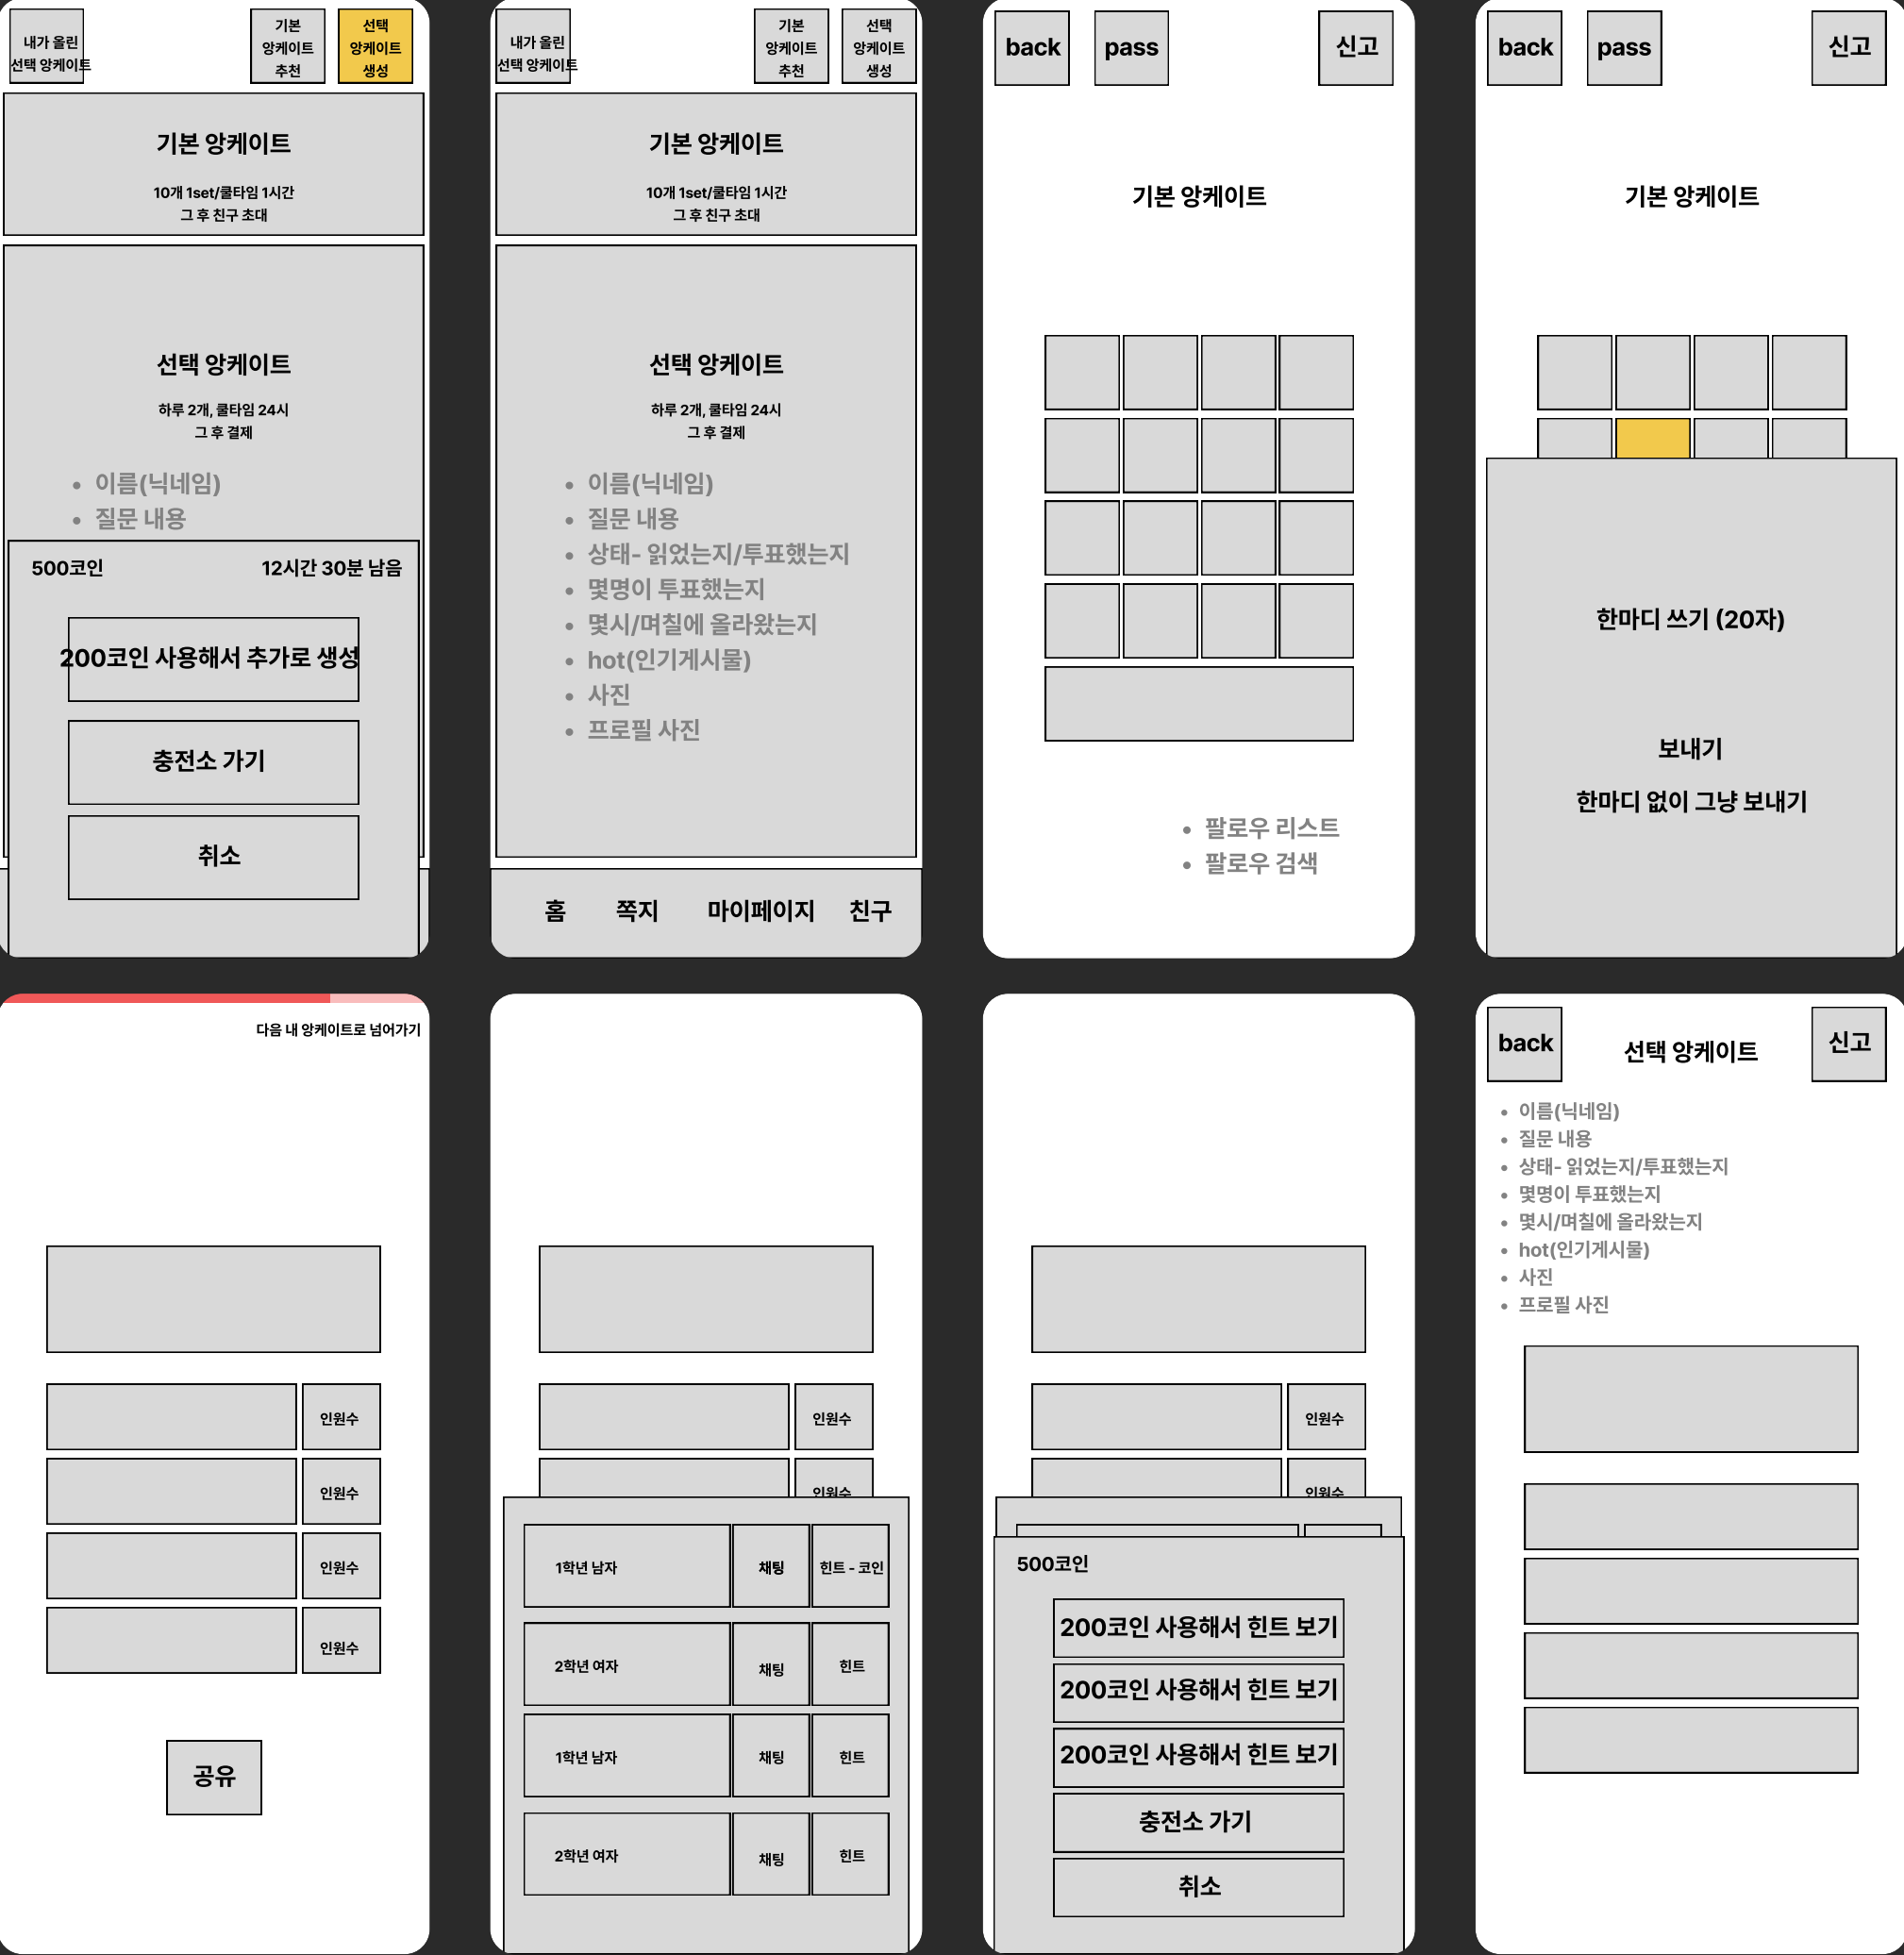 내가 올린
선택 앙케이트
기본
앙케이트
추천
선택
앙케이트
생성
기본 앙케이트
10개 1set/쿨타임 1시간
그 후 친구 초대
선택 앙케이트
하루 2개, 쿨타임 24시
그 후 결제
• 이름(닉네임)
• 질문 내용
500코인
12시간 30분 남음
200코인 사용해서 추가로 생성
충전소 가기
취소
내가 올린
선택 앙케이트
기본
앙케이트
추천
선택
앙케이트
생성
기본 앙케이트
10개 1set/쿨타임 1시간
그 후 친구 초대
선택 앙케이트
하루 2개, 쿨타임 24시
그 후 결제
• 이름(닉네임)
• 질문 내용
• 상태- 읽었는지/투표했는지
• 몇명이 투표했는지
• 몇시/며칠에 올라왔는지
• hot(인기게시물)
• 사진
• 프로필 사진
홈 쪽지 마이페이지 친구
back pass 신고
기본 앙케이트
• 팔로우 리스트
• 팔로우 검색
back pass 신고
기본 앙케이트
한마디 쓰기 (20자)
보내기
한마디 없이 그냥 보내기
다음 내 앙케이트로 넘어가기
인원수
인원수
인원수
인원수
공유
인원수
인원수
1학년 남자 채팅 힌트 - 코인
2학년 여자 채팅 힌트
1학년 남자 채팅 힌트
2학년 여자 채팅 힌트
인원수
인원수
500코인
200코인 사용해서 힌트 보기
200코인 사용해서 힌트 보기
200코인 사용해서 힌트 보기
충전소 가기
취소
back 선택 앙케이트 신고
• 이름(닉네임)
• 질문 내용
• 상태- 읽었는지/투표했는지
• 몇명이 투표했는지
• 몇시/며칠에 올라왔는지
• hot(인기게시물)
• 사진
• 프로필 사진